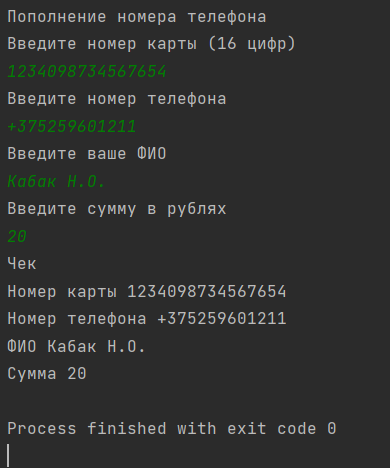 Пополнение номера телефона
Введите номер карты (16 цифр)
1234098734567654
Введите номер телефона
+375259601211
Введите ваше ФИО
Кабак Н.О.
Введите сумму в рублях
20
Чек
Номер карты 1234098734567654
Номер телефона +375259601211
ФИО Кабак Н.О.
Сумма 20
Process finished with exit code 0